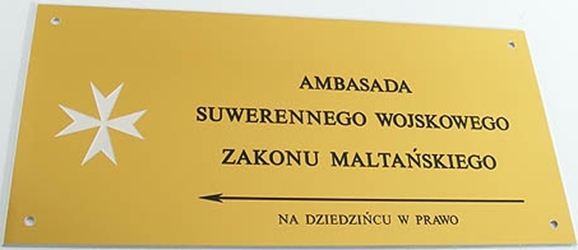 AMBASADA
SUWERENNEGO WOJSKOWEGO
ZAKONU MALTAŃSKIEGO
NA DZIEDZIŃCU W PRAWO